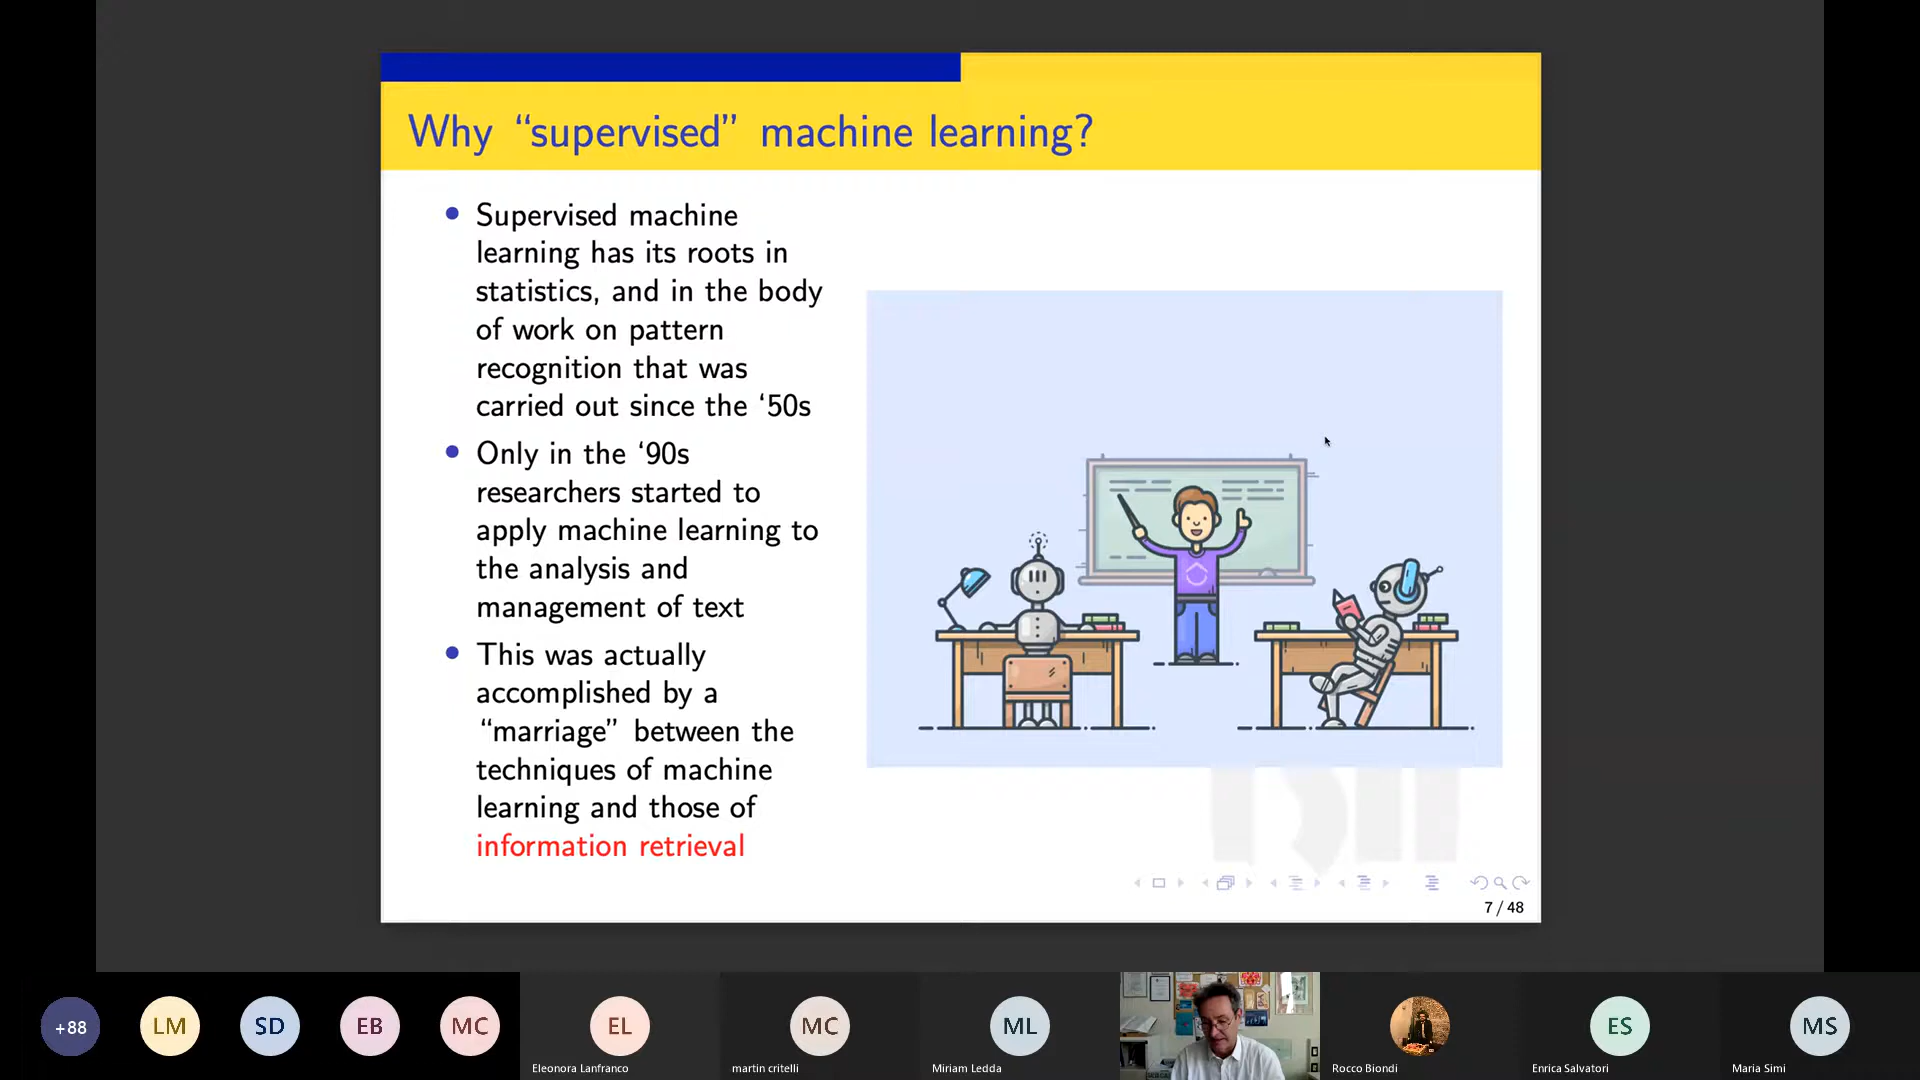 Why “supervised” machine learning?
Supervised machine
learning has its roots in
statistics, and in the body
of work on pattern
recognition that was
carried out since the ‘50s
Only in the ‘90s
researchers started to
apply machine learning to
the analysis and
management of text
This was actually
accomplished by a
“marriage” between the
techniques of machine
learning and those of
information retrieval
7 / 48
+88
LM
SD
EB
MC
EL
MC
ML
ES
MS
Eleonora Lanfranco
martin critelli
Miriam Ledda
Rocco Biondi
Enrica Salvatori
Maria Simi